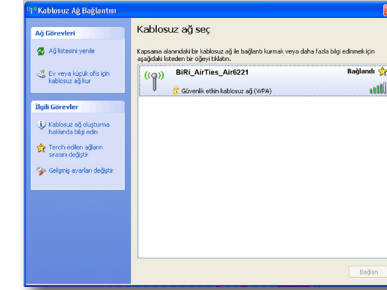 Kablosuz Ağ Bağlantısı
Ağ Görevleri
Ağ listesini yenile
Ev veya küçük ofis için
kablosuz ağ kur
İlgili Görevler
Kablosuz ağ oluşturma
hakkında bilgi edin
Tercih edilen ağların
sırasını değiştir
Gelişmiş ayarları değiştir
Kablosuz ağ seç
Kapsama alanındaki bir kablosuz ağ ile bağlantı kurmak veya daha fazla bilgi edinmek için
aşağıdaki listeden bir öğeyi tıklatın.
BiRi_AirTies_Air6221
Bağlandı
Güvenlik etkin kablosuz ağ (WPA)
Bağlan